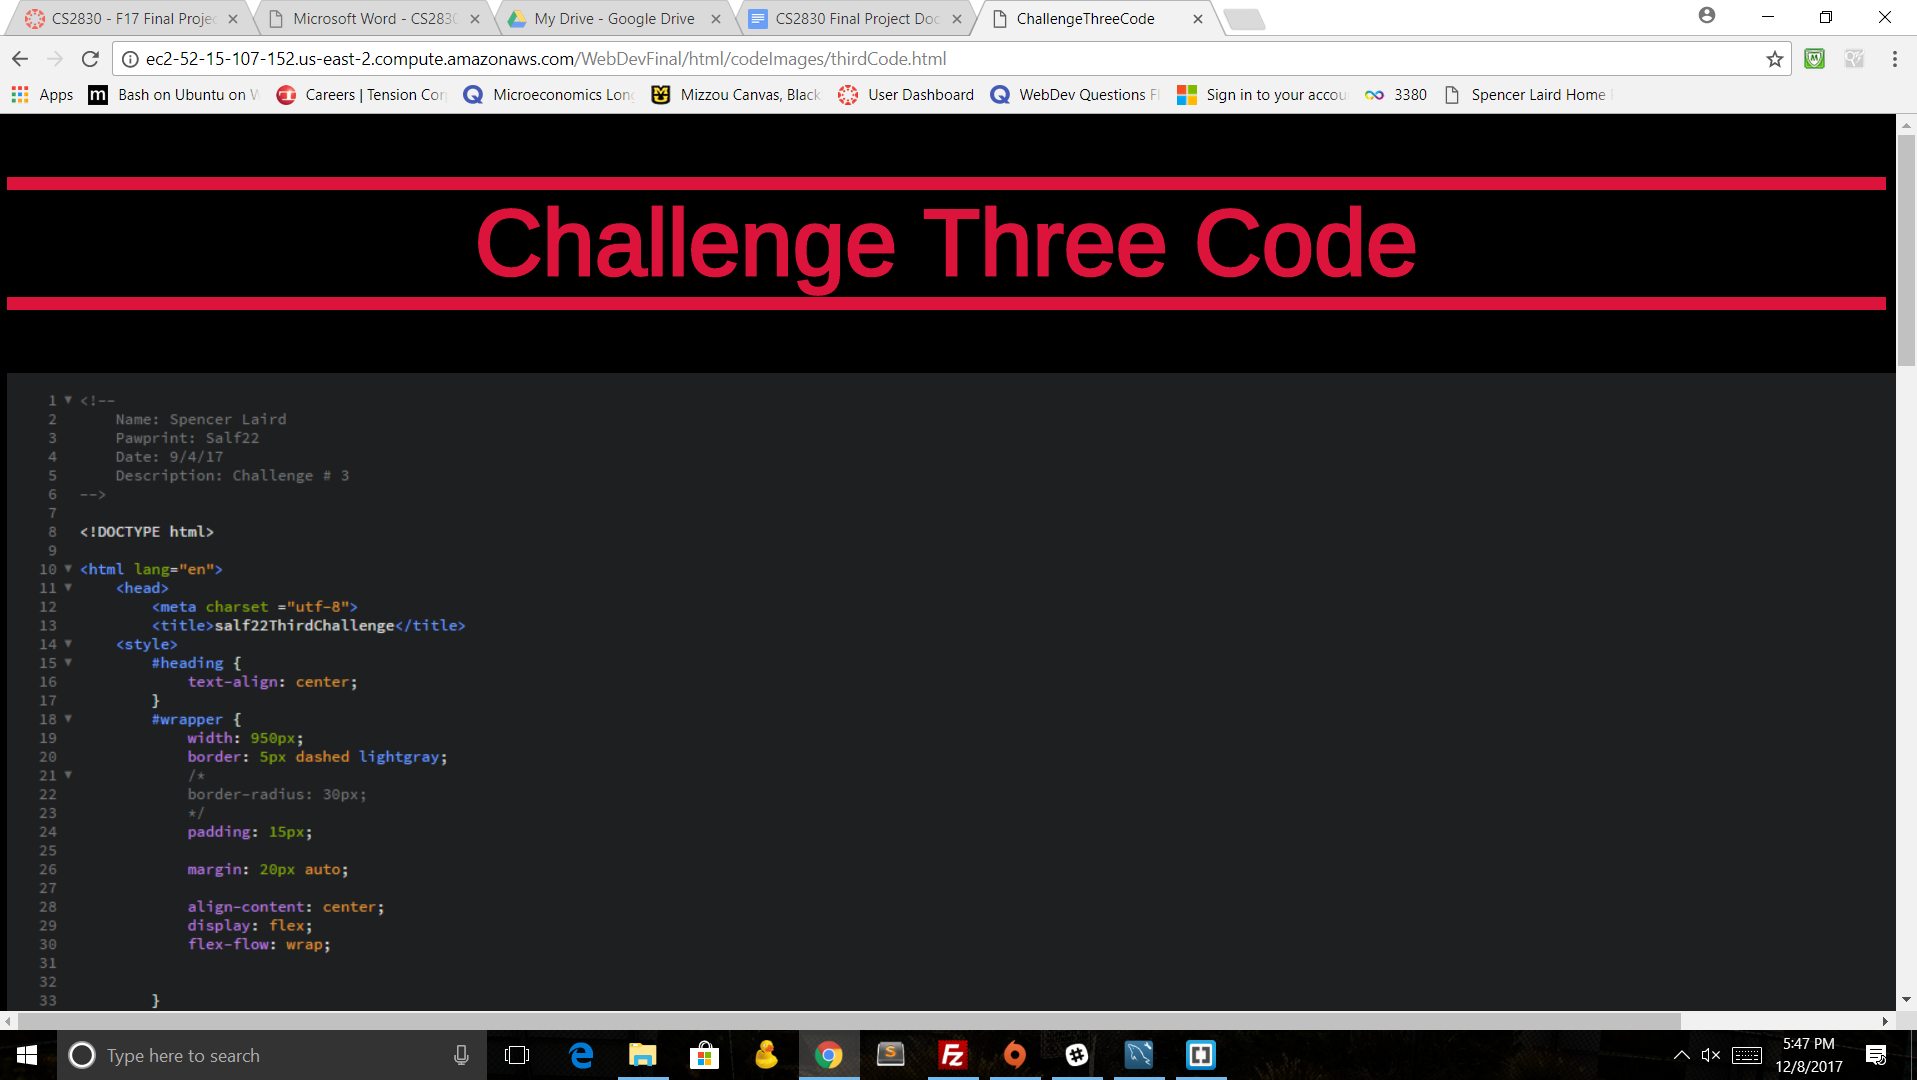 CS2830 - F17 Final Projec
Microsoft Word - CS2830
My Drive - Google Drive
CS2830 Final Project Doc
ChallengeThreeCode
ec2-52-15-107-152.us-east-2.compute.amazonaws.com/WebDevFinal/html/codeImages/thirdCode.html
Apps
m
Bash on Ubuntu on W
Careers | Tension Cor
Microeconomics Long
Mizzou Canvas, Black
User Dashboard
WebDev Questions Fl
Sign in to your accou
3380
Spencer Laird Home P
Challenge Three Code
1 <!--
2 Name: Spencer Laird
3 Pawprint: Salf22
4 Date: 9/4/17
5 Description: Challenge # 3
6 -->
7
8 <!DOCTYPE html>
9
10 <html lang="en">
11 <head>
12 <meta charset ="utf-8">
13 <title>salf22ThirdChallenge</title>
14 <style>
15 #heading {
16 text-align: center;
17 }
18 #wrapper {
19 width: 950px;
20 border: 5px dashed lightgray;
21 /*
22 border-radius: 30px;
23 */
24 padding: 15px;
25
26 margin: 20px auto;
27
28 align-content: center;
29 display: flex;
30 flex-flow: wrap;
31
32
33 }
Type here to search
5:47 PM
12/8/2017